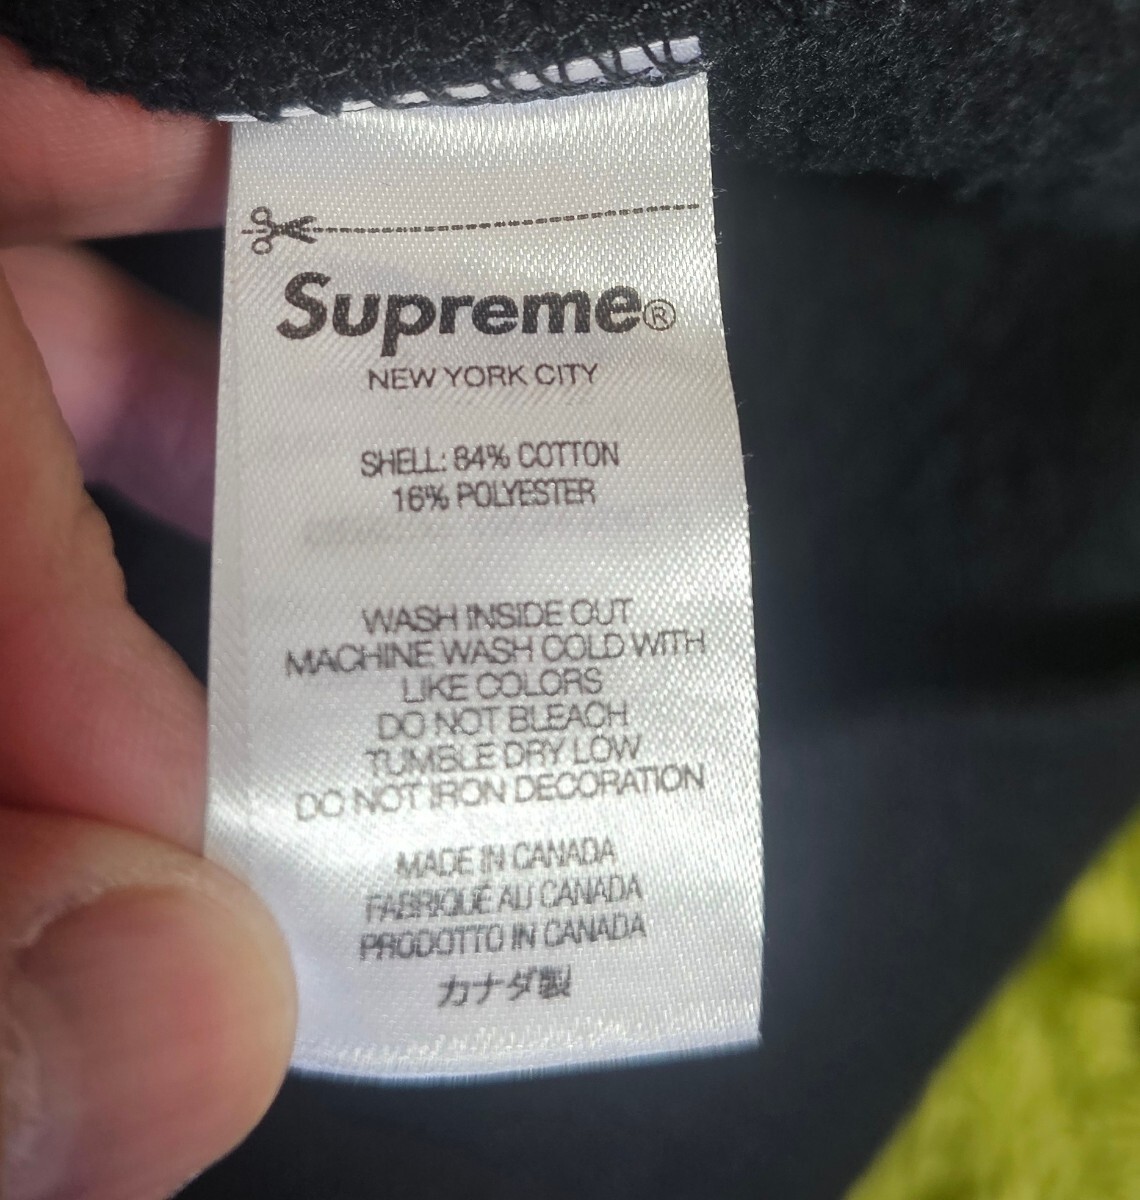 Supreme®
NEW YORK CITY
SHELL: 84% COTTON
16% POLYESTER
WASH INSIDE OUT
MACHINE WASH COLD WITH
LIKE COLORS
DO NOT BLEACH
TUMBLE DRY LOW
DO NOT IRON DECORATION
MADE IN CANADA
FABRIQUÉ AU CANADA
PRODOTTO IN CANADA
カナダ製